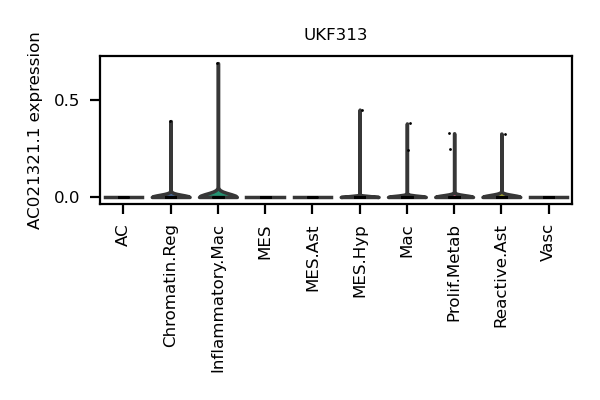 UKF313
AC021321.1 expression
0.5
0.0
AC
Chromatin.Reg
Inflammatory.Mac
MES
MES.Ast
MES.Hyp
Mac
Prolif.Metab
Reactive.Ast
Vasc